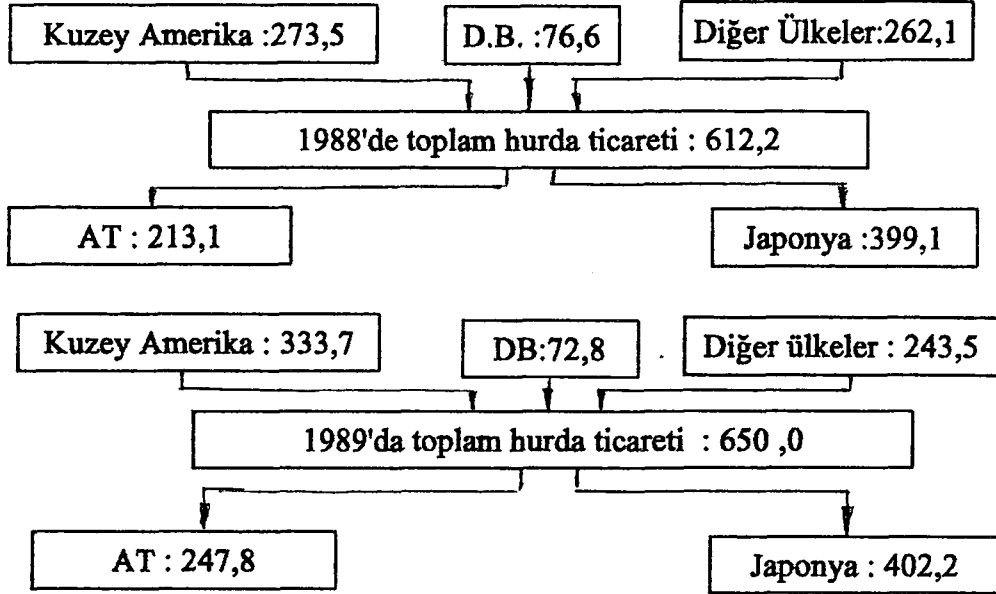 Kuzey Amerika :273,5
D.B. :76,6
Diğer Ülkeler:262,1
1988'de toplam hurda ticareti : 612,2
AT : 213,1
Japonya :399,1
Kuzey Amerika : 333,7
DB:72,8
Diğer ülkeler : 243,5
1989'da toplam hurda ticareti : 650 ,0
AT : 247,8
Japonya : 402,2